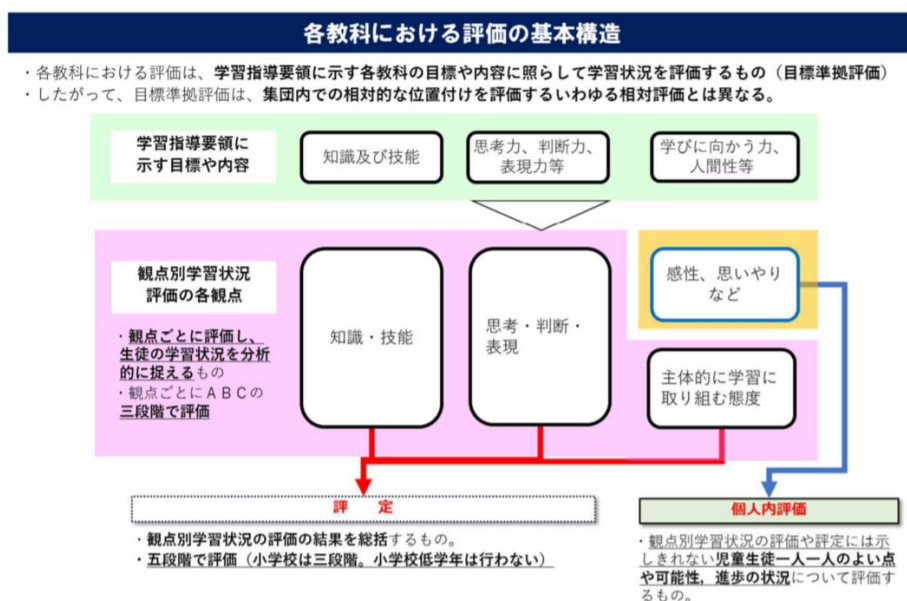 各教科における評価の基本構造
・各教科における評価は、学習指導要領に示す各教科の目標や内容に照らして学習状況を評価するもの（目標準拠評価）
・したがって、目標準拠評価は、集団内での相対的な位置付けを評価するいわゆる相対評価とは異なる。
学習指導要領に
示す目標や内容
知識及び技能
思考力、判断力、
表現力等
学びに向かう力、
人間性等
観点別学習状況
評価の各観点
・観点ごとに評価し、
生徒の学習状況を分析
的に捉えるもの
・観点ごとにＡＢＣの
三段階で評価
知識・技能
思考・判断・
表現
感性、思いやり
など
主体的に学習に
取り組む態度
評　定
・観点別学習状況の評価の結果を総括するもの。
・五段階で評価（小学校は三段階。小学校低学年は行わない）
個人内評価
・観点別学習状況の評価や評定には示
しきれない児童生徒一人一人のよい点
や可能性，進歩の状況について評価す
るもの。